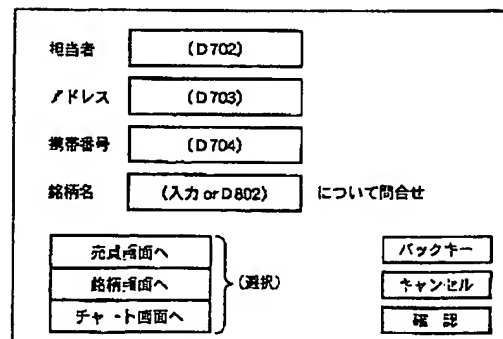 担当者 (D702)
アドレス (D703)
携帯番号 (D704)
銘柄名 (入力 or D802) について問合せ
売買画面へ
銘柄画面へ (選択)
チャート画面へ
バックキー
キャンセル
確認